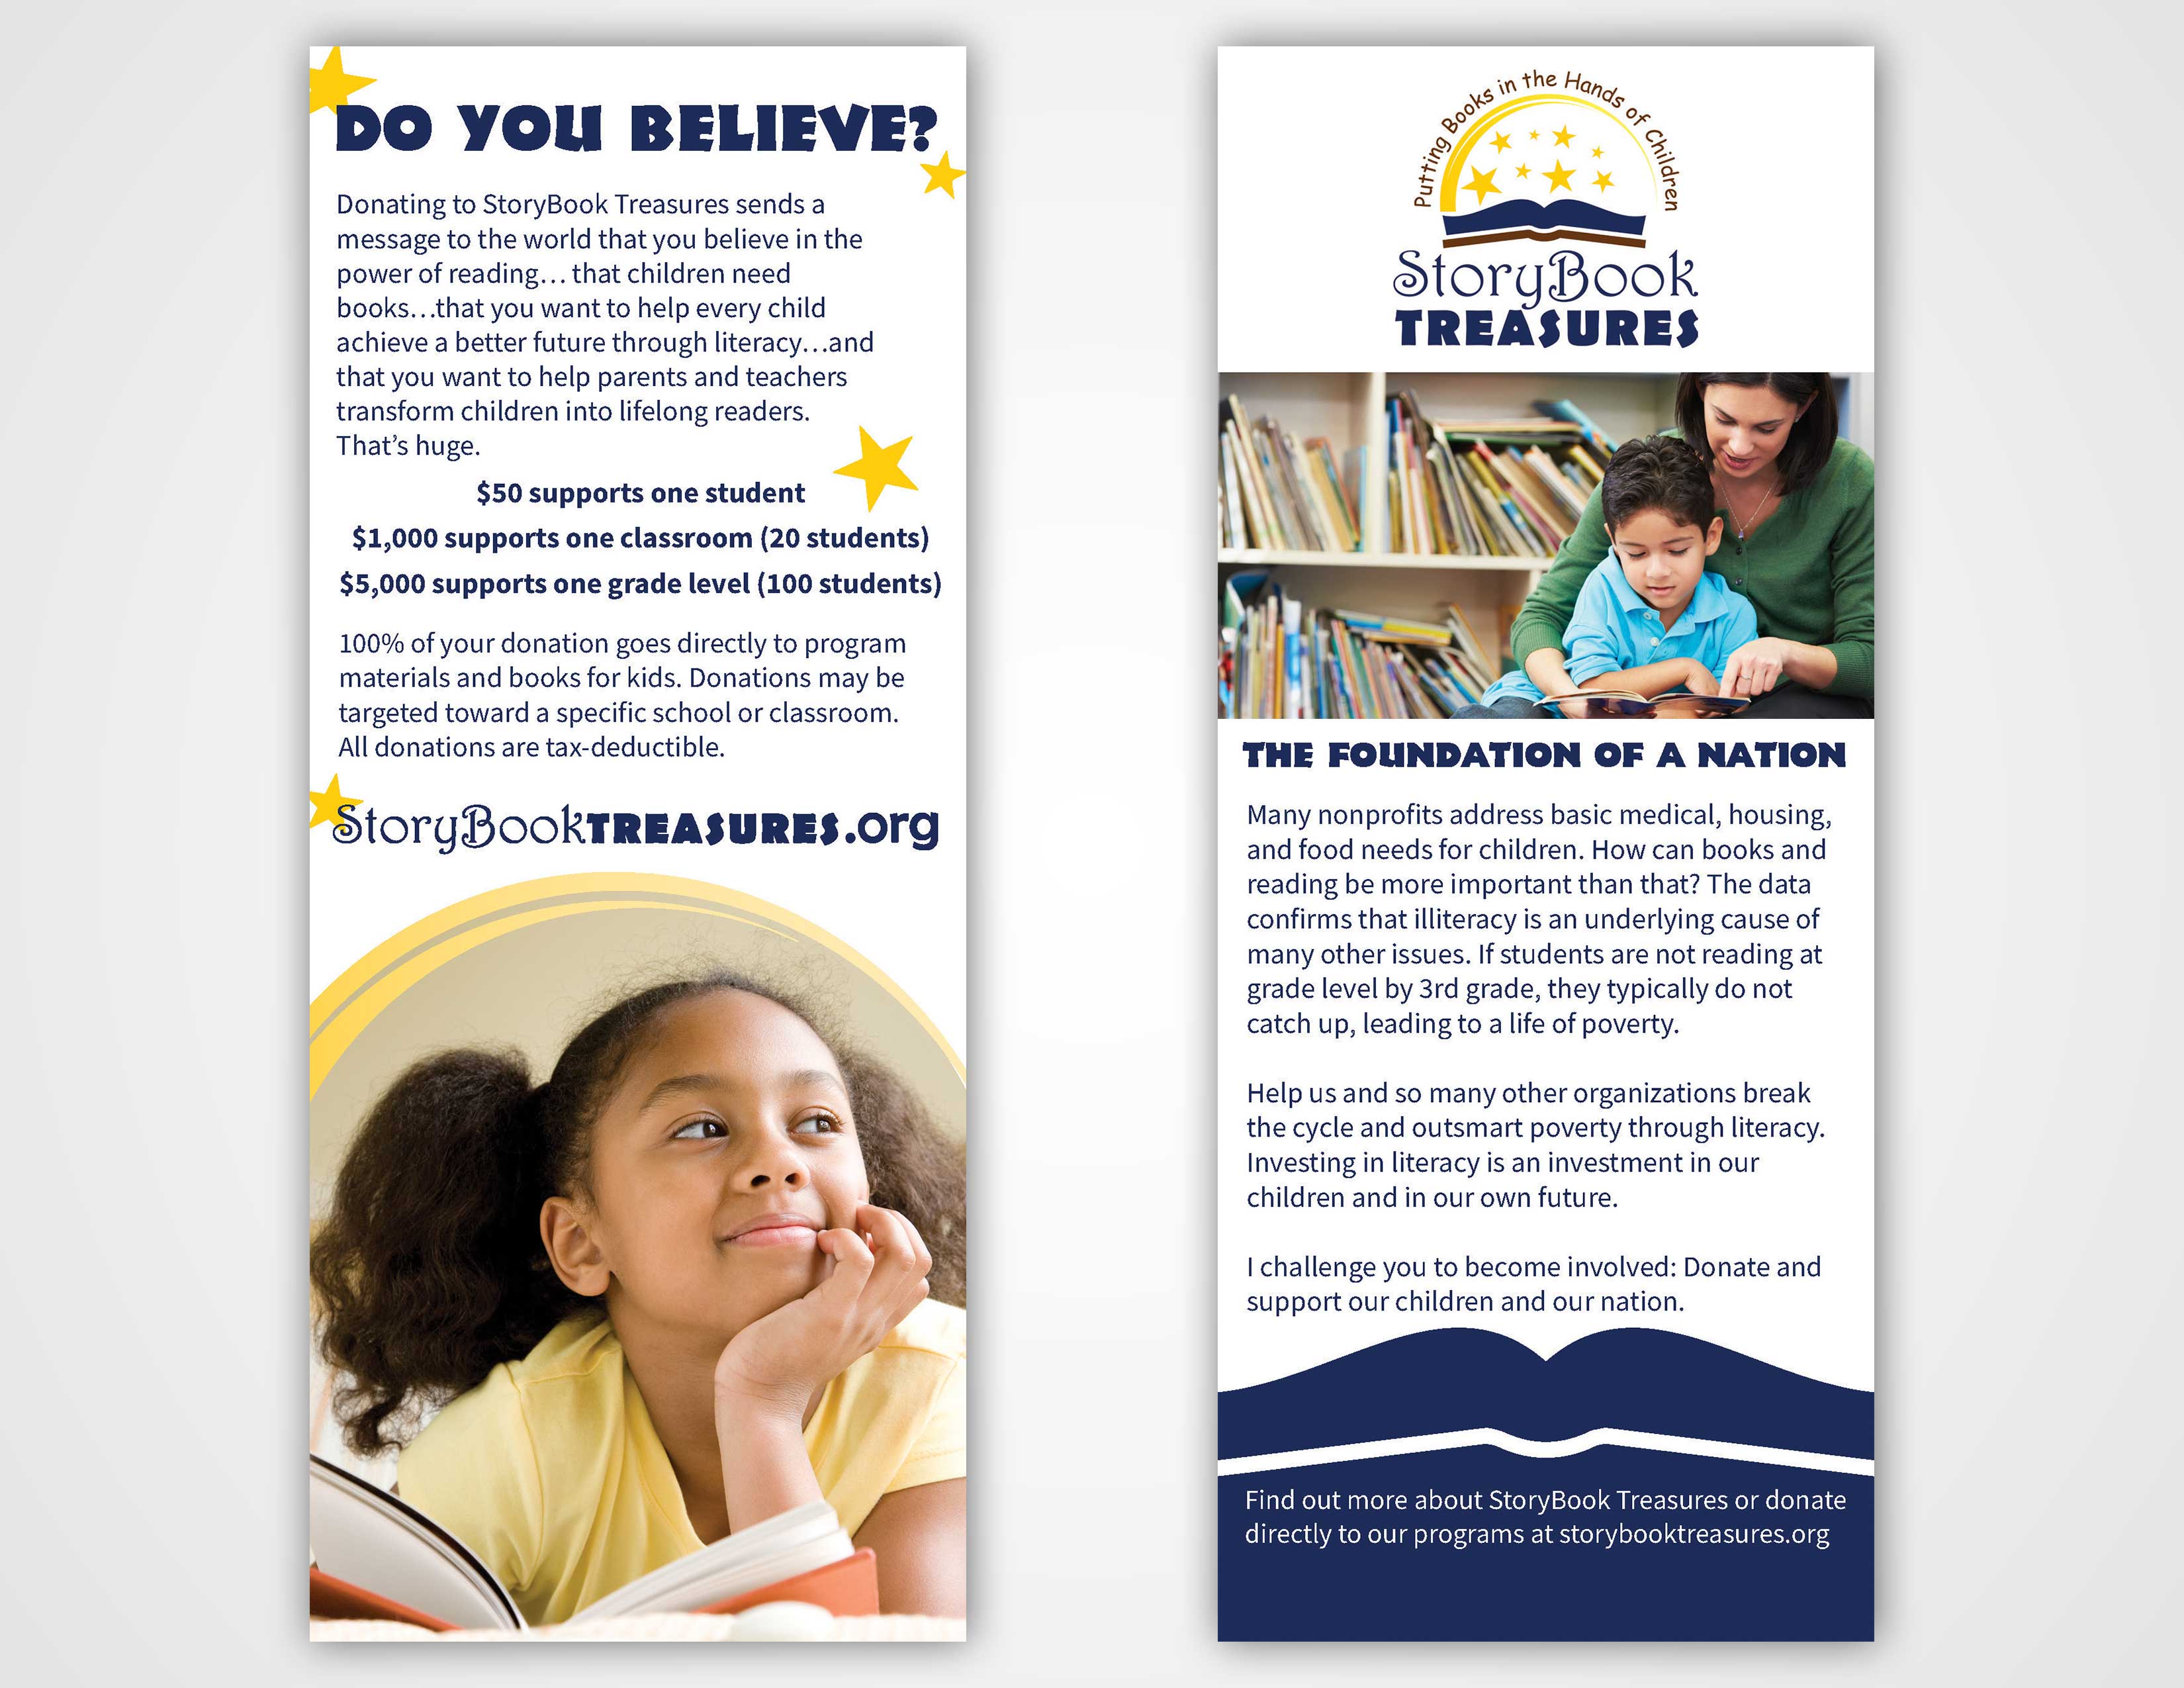 DO YOU BELIEVE?
Donating to StoryBook Treasures sends a
message to the world that you believe in the
power of reading… that children need
books…that you want to help every child
achieve a better future through literacy…and
that you want to help parents and teachers
transform children into lifelong readers.
That’s huge.
$50 supports one student
$1,000 supports one classroom (20 students)
$5,000 supports one grade level (100 students)
100% of your donation goes directly to program
materials and books for kids. Donations may be
targeted toward a specific school or classroom.
All donations are tax-deductible.
StoryBookTREASURES.org
Putting Books in the Hands of Children
StoryBook
TREASURES
THE FOUNDATION OF A NATION
Many nonprofits address basic medical, housing,
and food needs for children. How can books and
reading be more important than that? The data
confirms that illiteracy is an underlying cause of
many other issues. If students are not reading at
grade level by 3rd grade, they typically do not
catch up, leading to a life of poverty.
Help us and so many other organizations break
the cycle and outsmart poverty through literacy.
Investing in literacy is an investment in our
children and in our own future.
I challenge you to become involved: Donate and
support our children and our nation.
Find out more about StoryBook Treasures or donate
directly to our programs at storybooktreasures.org